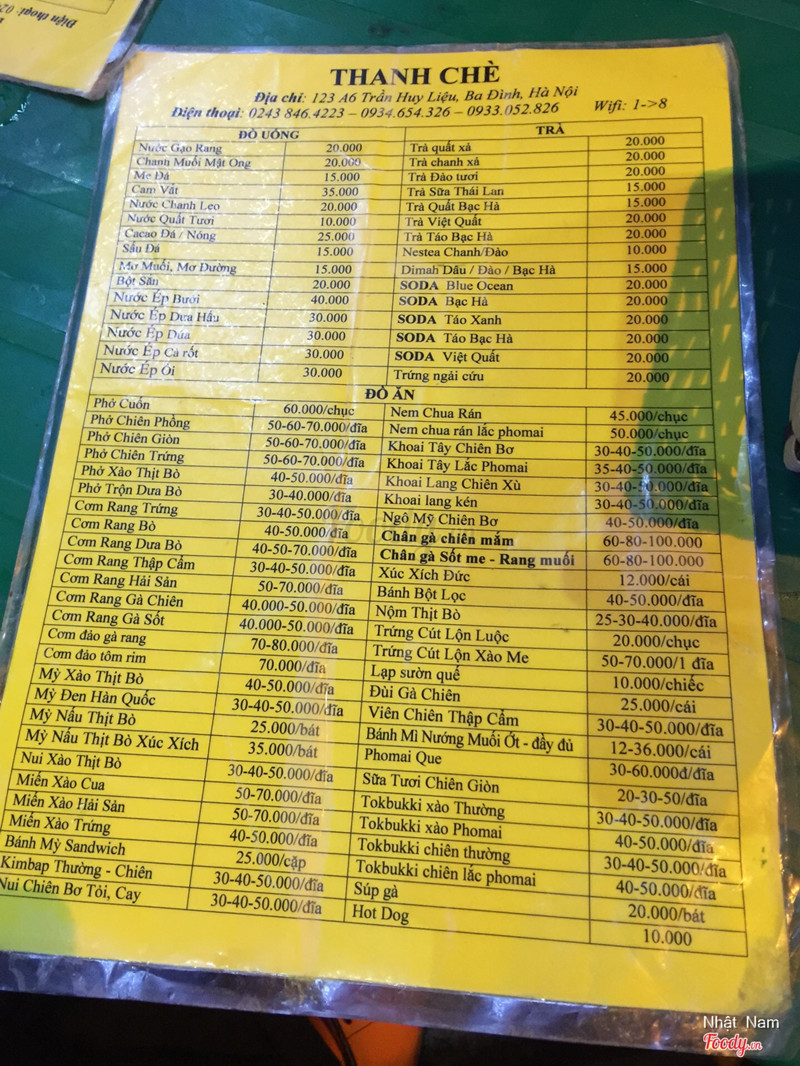 Điện thoại: 02
THANH CHÈ
Địa chỉ: 123 A6 Trần Huy Liệu, Ba Đình, Hà Nội
Điện thoại: 0243 846.4223 – 0934.654.326 – 0933.052.826 Wifi: 1->8
ĐỒ UỐNG TRÀ
Nước Gạo Rang 20.000 Trà quất xả 20.000
Chanh Muối Mật Ong 20.000 Trà chanh xả 20.000
Me Đá 15.000 Trà Đào tươi 20.000
Cam Vắt 35.000 Trà Sữa Thái Lan 15.000
Nước Chanh Leo 20.000 Trà Quất Bạc Hà 15.000
Nước Quất Tươi 10.000 Trà Việt Quất 20.000
Cacao Đá / Nóng 25.000 Trà Táo Bạc Hà 20.000
Sấu Đá 15.000 Nestea Chanh/Đào 10.000
Mơ Muối, Mơ Đường 15.000 Dimah Dâu / Đào / Bạc Hà 15.000
Bột Sắn 20.000 SODA Blue Ocean 20.000
Nước Ép Bưởi 40.000 SODA Bạc Hà 20.000
Nước Ép Dưa Hấu 30.000 SODA Táo Xanh 20.000
Nước Ép Dứa 30.000 SODA Táo Bạc Hà 20.000
Nước Ép Cà rốt 30.000 SODA Việt Quất 20.000
Nước Ép Ổi 30.000 Trứng ngải cứu 20.000
ĐỒ ĂN
Phở Cuốn 60.000/chục Nem Chua Rán 45.000/chục
Phở Chiên Phồng 50-60-70.000/đĩa Nem chua rán lắc phomai 50.000/chục
Phở Chiên Giòn 50-60-70.000/đĩa Khoai Tây Chiên Bơ 30-40-50.000/đĩa
Phở Chiên Trứng 50-60-70.000/đĩa Khoai Tây Lắc Phomai 35-40-50.000/đĩa
Phở Xào Thịt Bò 40-50.000/đĩa Khoai Lang Chiên Xù 30-40-50.000/đĩa
Phở Trộn Dưa Bò 30-40.000/đĩa Khoai lang kén 30-40-50.000/đĩa
Cơm Rang Trứng 30-40-50.000/đĩa Ngô Mỹ Chiên Bơ 40-50.000/đĩa
Cơm Rang Bò 40-50.000/đĩa Chân gà chiên mắm 60-80-100.000
Cơm Rang Dưa Bò 40-50-70.000/đĩa Chân gà Sốt me - Rang muối 60-80-100.000
Cơm Rang Thập Cẩm 30-40-50.000/đĩa Xúc Xích Đức 12.000/cái
Cơm Rang Hải Sản 50-70.000/đĩa Bánh Bột Lọc 40-50.000/đĩa
Cơm Rang Gà Chiên 40.000-50.000/đĩa Nộm Thịt Bò 25-30-40.000/đĩa
Cơm Rang Gà Sốt 40.000-50.000/đĩa Trứng Cút Lộn Luộc 20.000/chục
Cơm đảo gà rang 70-80.000/đĩa Trứng Cút Lộn Xào Me 50-70.000/1 đĩa
Cơm đảo tôm rim 70.000/đĩa Lạp sườn quế 10.000/chiếc
Mỳ Xào Thịt Bò 40-50.000/đĩa Đùi Gà Chiên 25.000/cái
Mỳ Đen Hàn Quốc 30-40-50.000/đĩa Viên Chiên Thập Cẩm 30-40-50.000/đĩa
Mỳ Nấu Thịt Bò 25.000/bát Bánh Mì Nướng Muối Ớt - đầy đủ 12-36.000/cái
Mỳ Nấu Thịt Bò Xúc Xích 35.000/bát Phomai Que 30-60.000đ/đĩa
Nui Xào Thịt Bò 30-40-50.000/đĩa Sữa Tươi Chiên Giòn 20-30-50/đĩa
Miến Xào Cua 50-70.000/đĩa Tokbukki xào Thường 30-40-50.000/đĩa
Miến Xào Hải Sản 50-70.000/đĩa Tokbukki xào Phomai 40-50.000/đĩa
Miến Xào Trứng 40-50.000/đĩa Tokbukki chiên thường 30-40-50.000/đĩa
Bánh Mỳ Sandwich 25.000/cặp Tokbukki chiên lắc phomai 40-50.000/đĩa
Kimbap Thường - Chiên 30-40-50.000/đĩa Súp gà 20.000/bát
Nui Chiên Bơ Tỏi, Cay 30-40-50.000/đĩa Hot Dog 10.000
Nhật Nam
Foody.vn